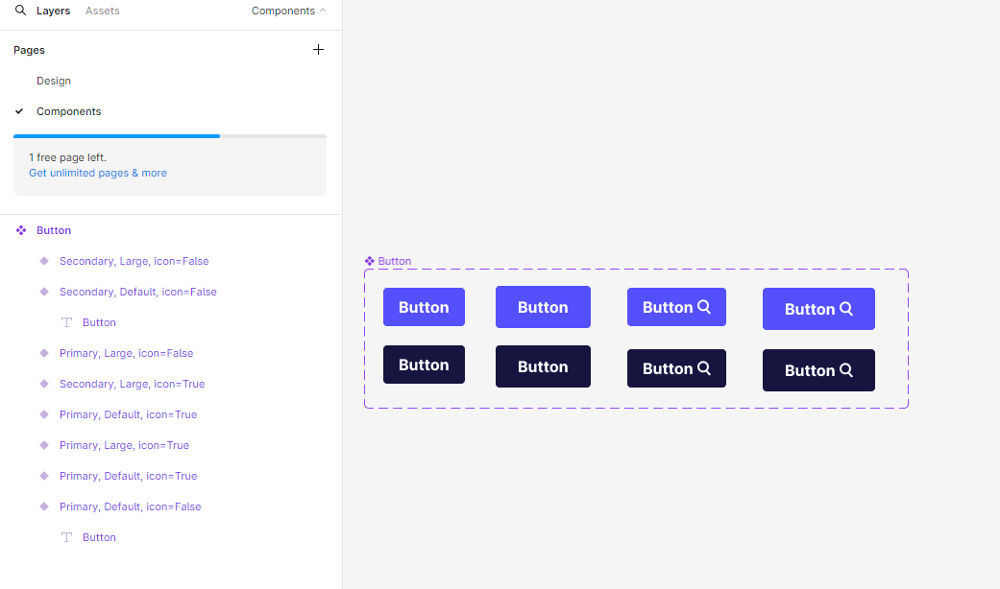 Layers Assets Components
Pages
Design
Components
1 free page left.
Get unlimited pages & more
Button
Secondary, Large, icon=False
Secondary, Default, icon=False
Button
Primary, Large, icon=False
Secondary, Large, icon=True
Primary, Default, icon=True
Primary, Large, icon=True
Primary, Default, icon=True
Primary, Default, icon=False
Button
Button
Button Button Button Button
Button Button Button Button